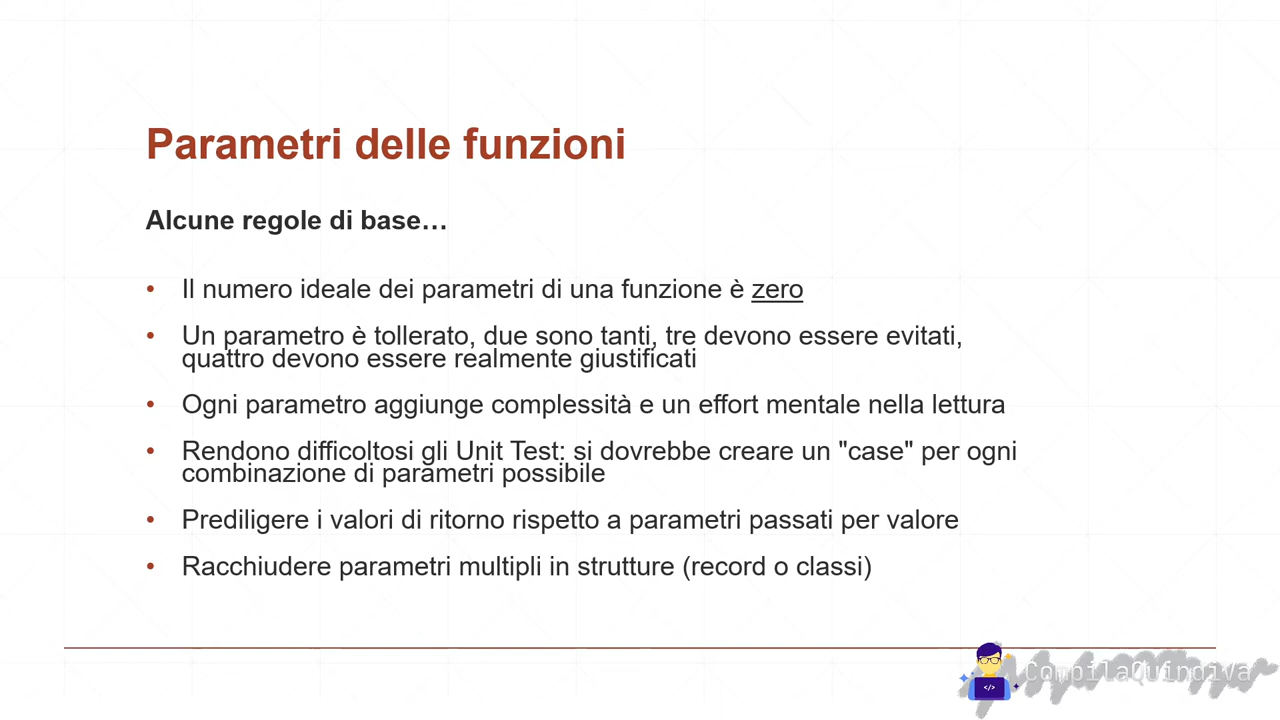 Parametri delle funzioni
Alcune regole di base…
• Il numero ideale dei parametri di una funzione è zero
• Un parametro è tollerato, due sono tanti, tre devono essere evitati,
quattro devono essere realmente giustificati
• Ogni parametro aggiunge complessità e un effort mentale nella lettura
• Rendono difficoltosi gli Unit Test: si dovrebbe creare un "case" per ogni
combinazione di parametri possibile
• Prediligere i valori di ritorno rispetto a parametri passati per valore
• Racchiudere parametri multipli in strutture (record o classi)
</> CompilaQuindiVa